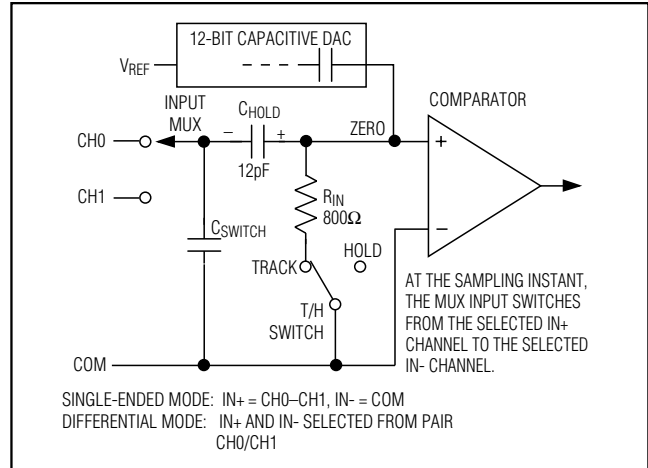 12-BIT CAPACITIVE DAC
VREF
COMPARATOR
INPUT
MUX
CHOLD
ZERO
CH0
− +
+
12pF
CH1
RIN
800Ω
−
CSWITCH
HOLD
TRACK
AT THE SAMPLING INSTANT,
THE MUX INPUT SWITCHES
FROM THE SELECTED IN+
CHANNEL TO THE SELECTED
IN- CHANNEL.
T/H
SWITCH
COM
SINGLE-ENDED MODE: IN+ = CH0–CH1, IN- = COM
DIFFERENTIAL MODE: IN+ AND IN- SELECTED FROM PAIR
CH0/CH1